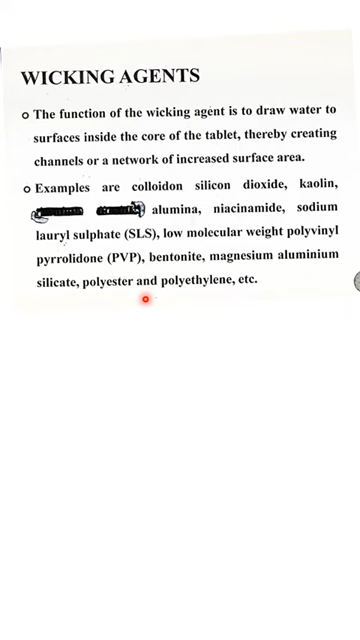 WICKING AGENTS
o The function of the wicking agent is to draw water to
surfaces inside the core of the tablet, thereby creating
channels or a network of increased surface area.
o Examples are colloidon silicon dioxide, kaolin,
alumina, niacinamide, sodium
lauryl sulphate (SLS), low molecular weight polyvinyl
pyrrolidone (PVP), bentonite, magnesium aluminium
silicate, polyester and polyethylene, etc.